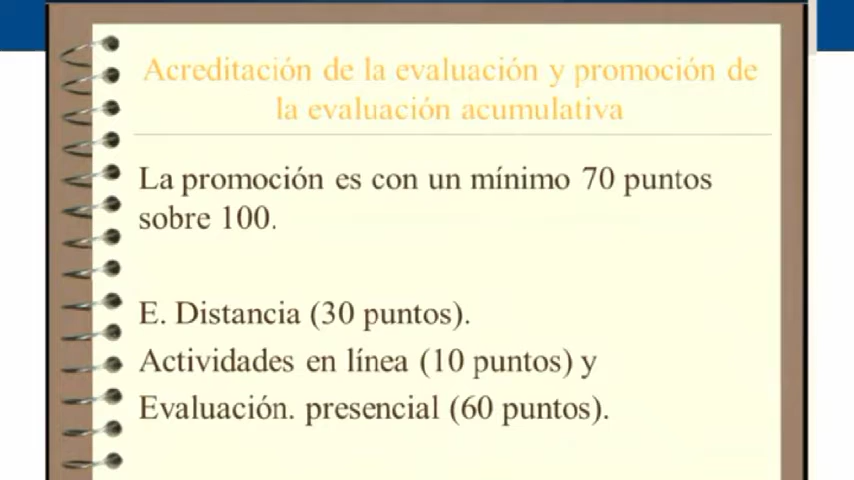 Acreditación de la evaluación y promoción de
la evaluación acumulativa
La promoción es con un mínimo 70 puntos
sobre 100.
E. Distancia (30 puntos).
Actividades en línea (10 puntos) y
Evaluación. presencial (60 puntos).